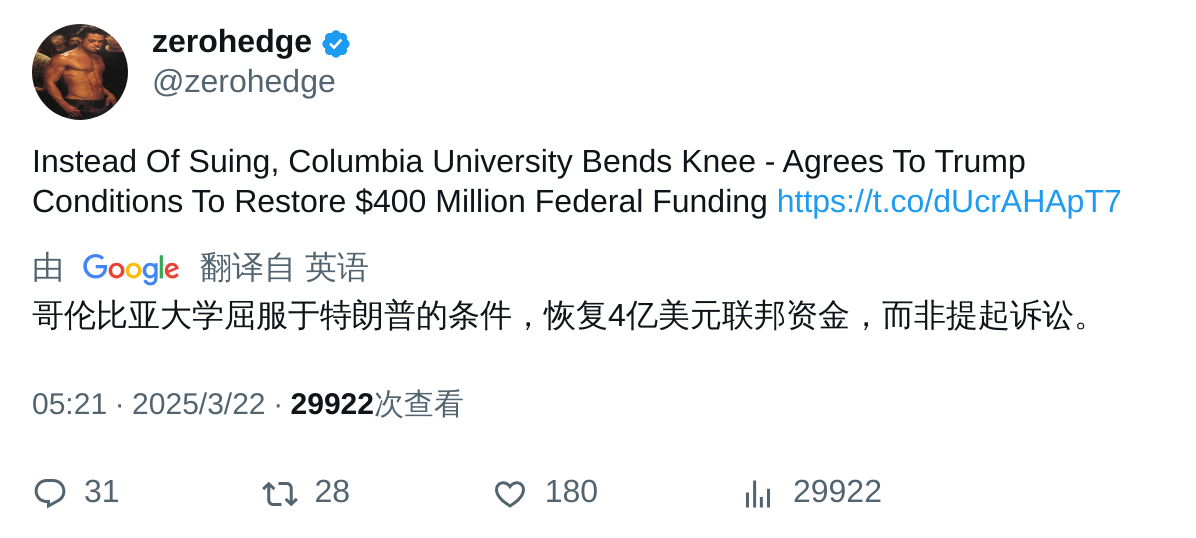 zerohedge
@zerohedge
Instead Of Suing, Columbia University Bends Knee - Agrees To Trump
Conditions To Restore $400 Million Federal Funding https://t.co/dUcrAHApT7
由 Google 翻译自 英语
哥伦比亚大学屈服于特朗普的条件，恢复4亿美元联邦资金，而非提起诉讼。
05:21 · 2025/3/22 · 29922次查看
31 28 180 29922